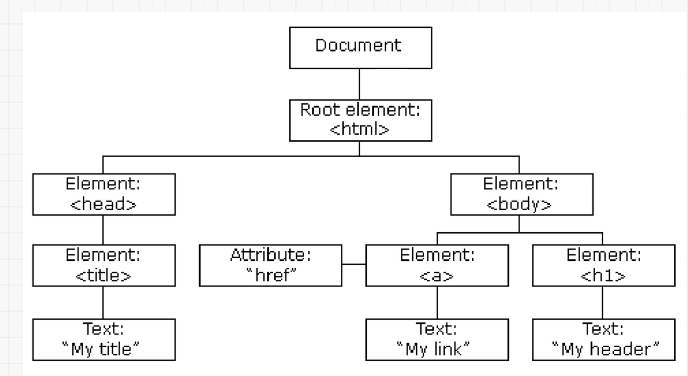 Document
Root element:
<html>
Element:
<head>
Element:
<body>
Element:
<title>
Attribute:
“href”
Element:
<a>
Element:
<h1>
Text:
“My title”
Text:
“My link”
Text:
“My header”